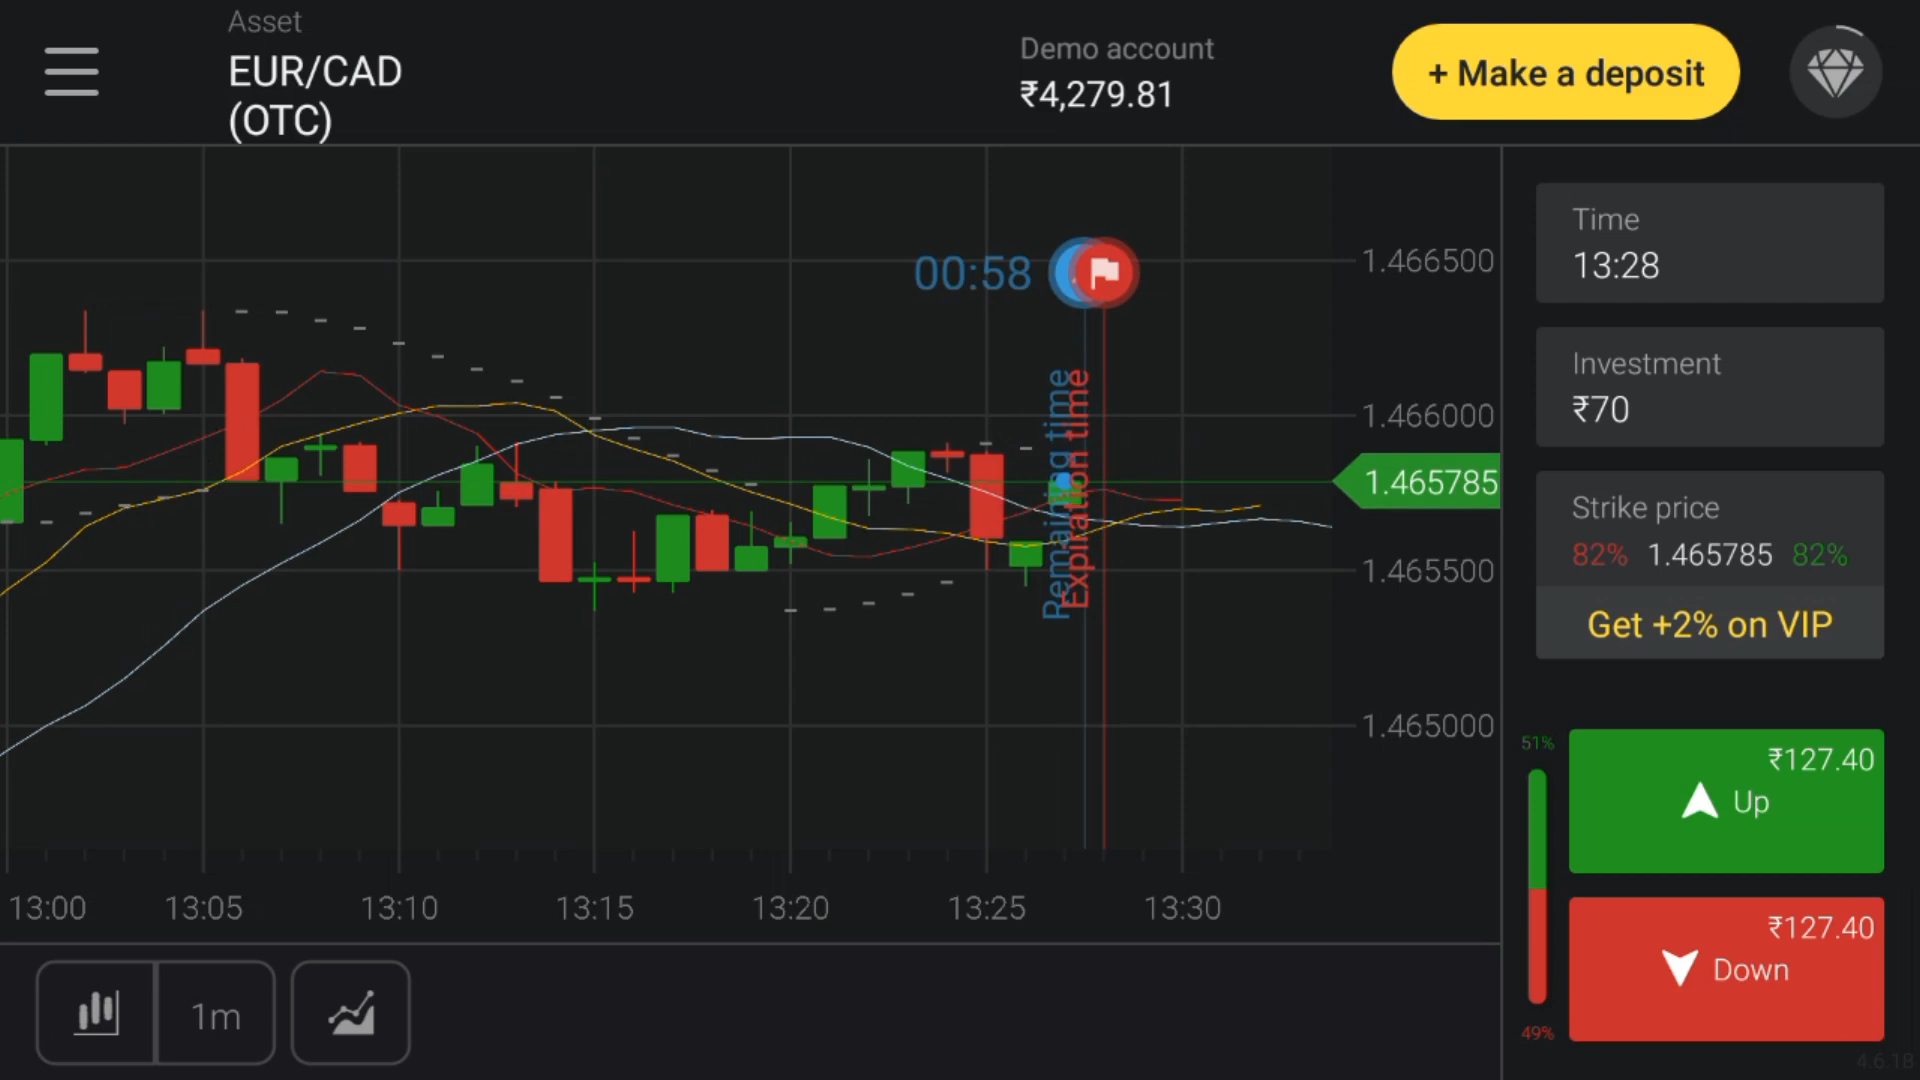 Asset
EUR/CAD
(OTC)
Demo account
₹4,279.81
+ Make a deposit
00:58
Remaining time
Expiration time
1.466500
1.466000
1.465785
1.465500
1.465000
13:00
13:05
13:10
13:15
13:20
13:25
13:30
1m
Time
13:28
Investment
₹70
Strike price
82% 1.465785 82%
Get +2% on VIP
51%
₹127.40
Up
₹127.40
Down
49%
4.6.18